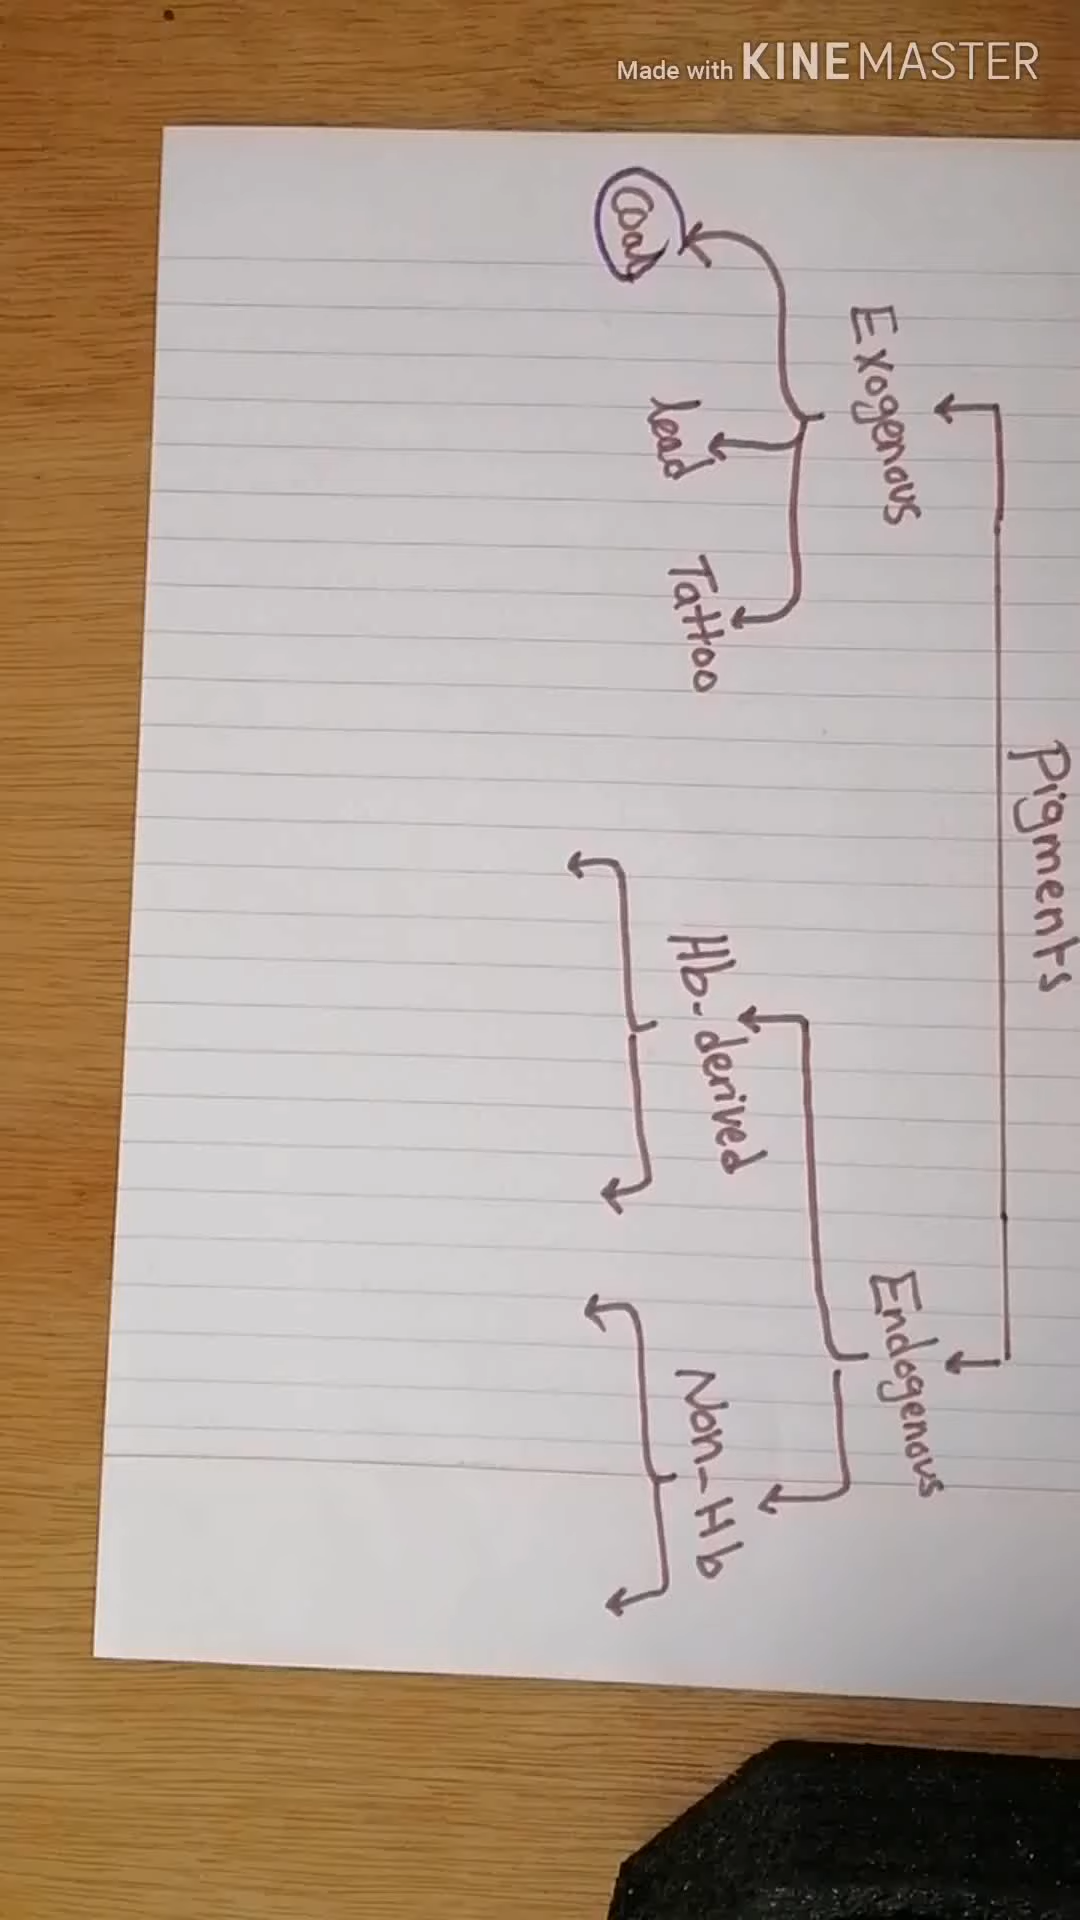 Made with KINEMASTER
Pigments
Exogenous
Endogenous
Coal
lead
Tattoo
Hb-derived
Non-Hb